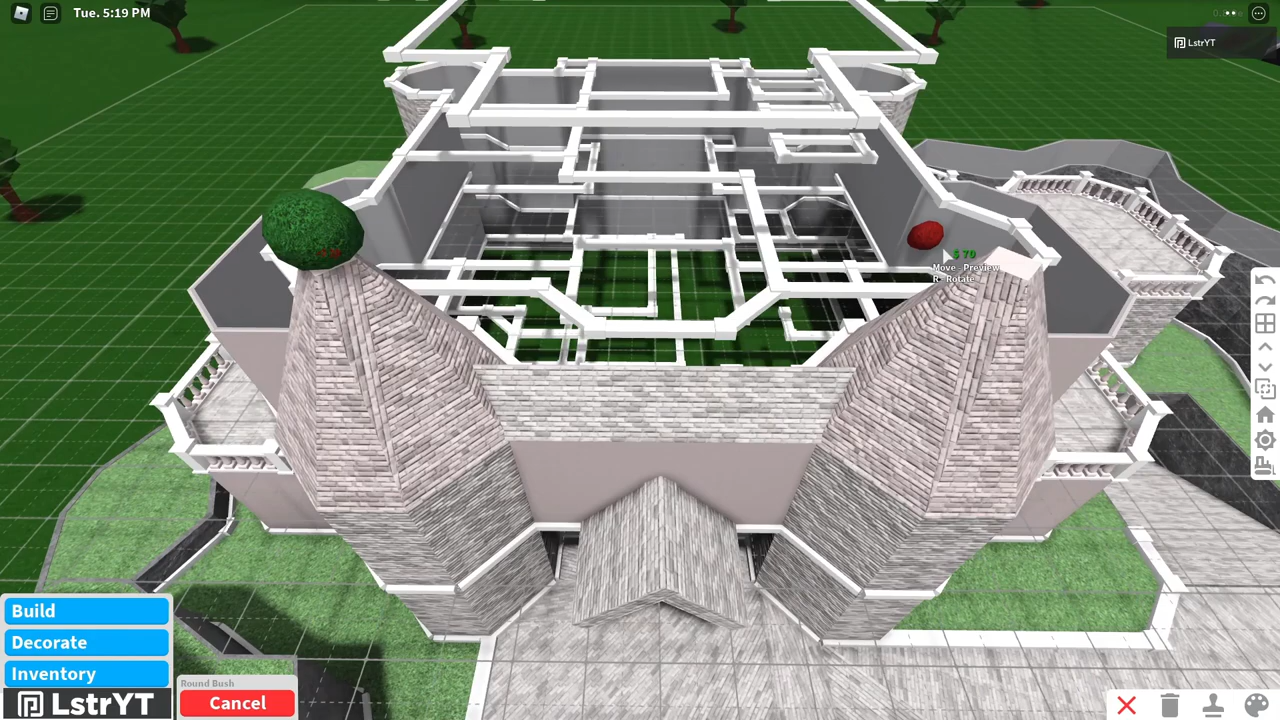 Tue. 5:19 PM
LstrYT
$ 70
Move - Preview
R - Rotate
Build
Decorate
Inventory
LstrYT
Round Bush
Cancel